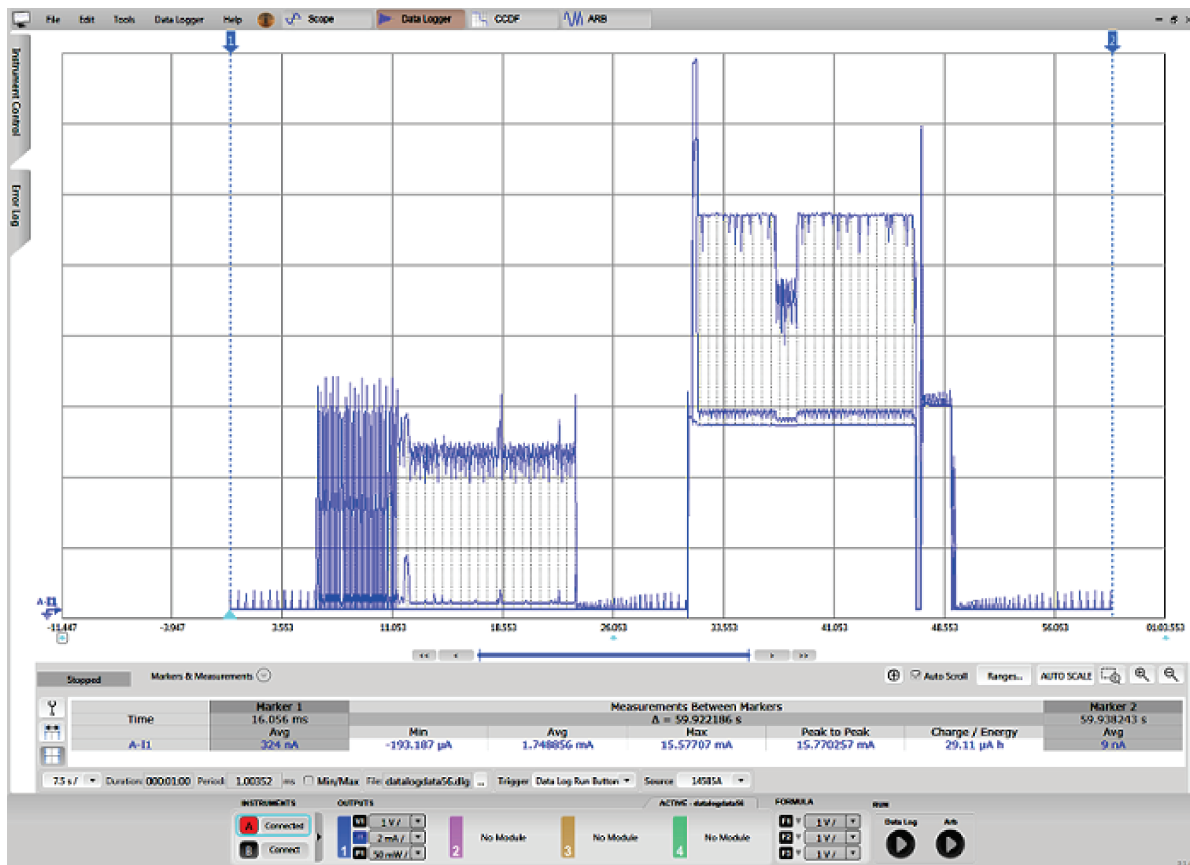 File Edit Tools Data Logger Help Scope Data Logger CCDF ARB
1 2
Instrument Control
Error Log
A-I1
-11.447 -3.947 3.553 11.053 18.553 26.053 33.553 41.053 48.553 56.053 01:03.553
<< < > >>
Stopped Markers & Measurements Auto Scroll Ranges... AUTO SCALE
Marker 1 Measurements Between Markers Marker 2
Time 16.056 ms Δ = 59.922186 s 59.938243 s
Avg Min Avg Max Peak to Peak Charge / Energy Avg
A-I1 324 nA -193.187 µA 1.748856 mA 15.57707 mA 15.770257 mA 29.11 µA h 9 nA
7.5 s / Duration: 000:01:00 Period: 1.00352 ms Min/Max File: datalogdata56.dlg ... Trigger Data Log Run Button Source 14585A
INSTRUMENTS OUTPUTS ACTIVE - datalogdata56 FORMULA RUN
A Connected V1 1 V / F1 1 V / Data Log Arb
1 2 mA / 2 No Module 3 No Module 4 No Module F2 1 V /
B Connect P1 50 mW / F3 1 V /